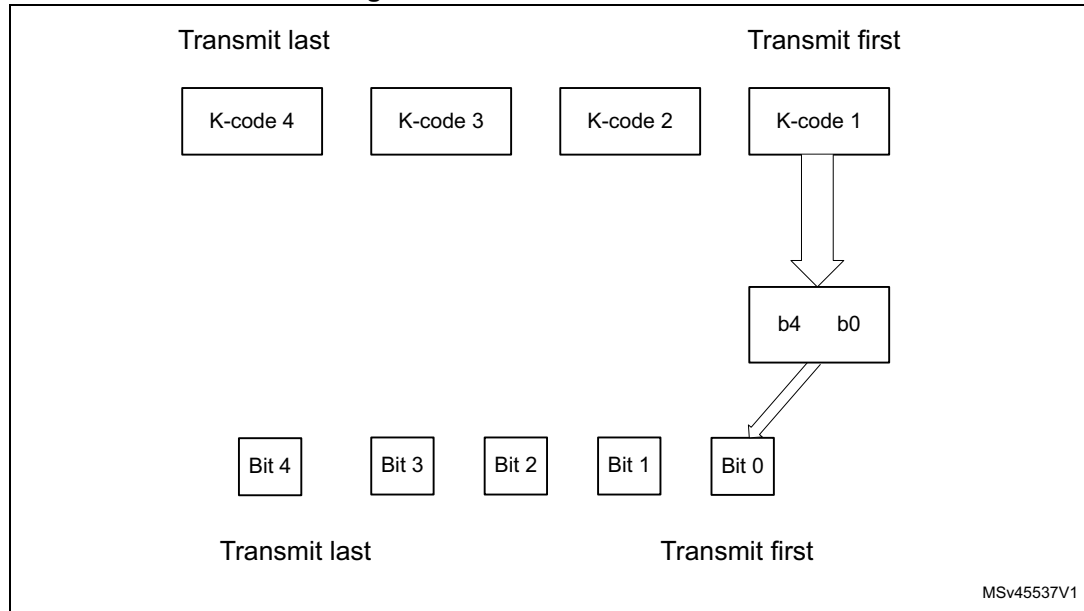 Transmit last Transmit first
K-code 4 K-code 3 K-code 2 K-code 1
b4 b0
Bit 4 Bit 3 Bit 2 Bit 1 Bit 0
Transmit last Transmit first
MSv45537V1